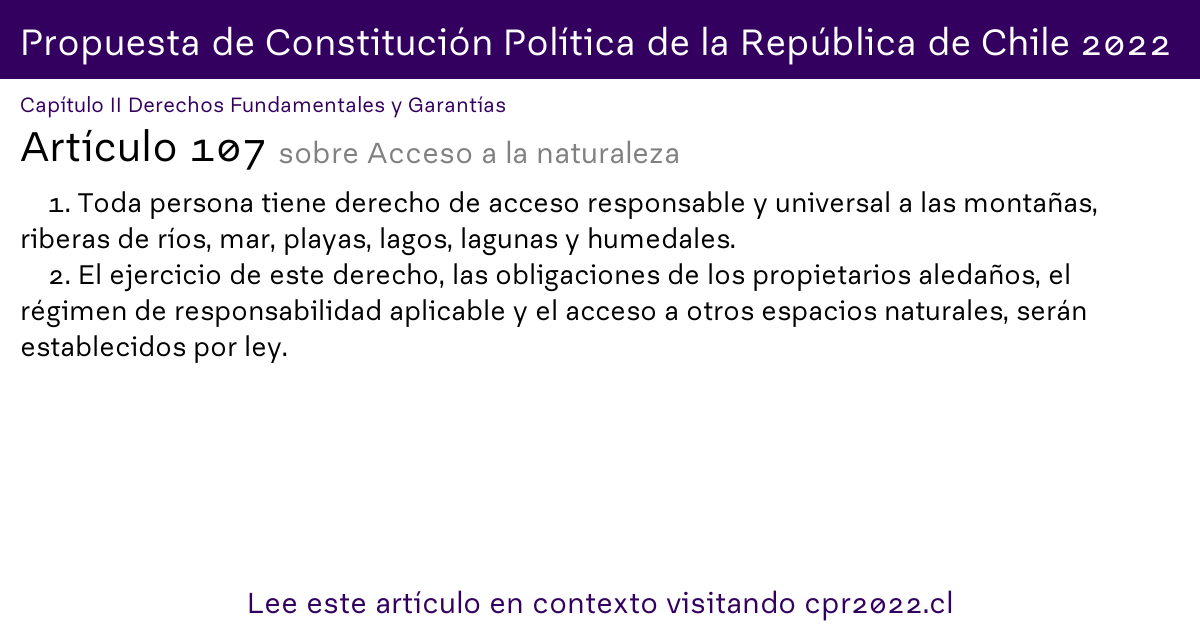 Propuesta de Constitución Política de la República de Chile 2022
Capítulo II Derechos Fundamentales y Garantías
Artículo 107 sobre Acceso a la naturaleza
1. Toda persona tiene derecho de acceso responsable y universal a las montañas,
riberas de ríos, mar, playas, lagos, lagunas y humedales.
2. El ejercicio de este derecho, las obligaciones de los propietarios aledaños, el
régimen de responsabilidad aplicable y el acceso a otros espacios naturales, serán
establecidos por ley.
Lee este artículo en contexto visitando cpr2022.cl